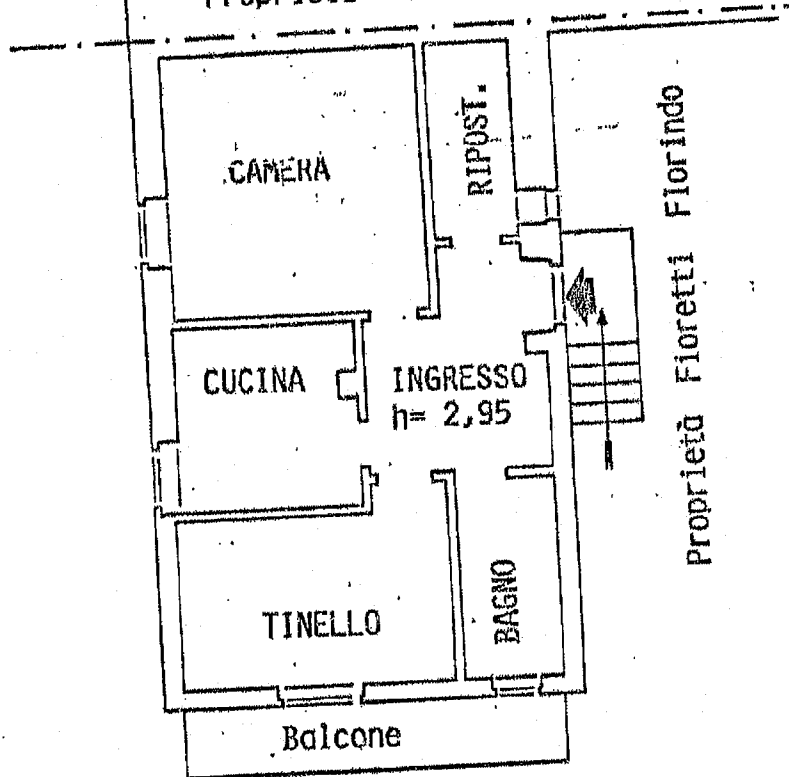 CAMERA
RIPOST.
CUCINA
INGRESSO
h= 2,95
TINELLO
BAGNO
Balcone
Proprietà Fioretti Florindo